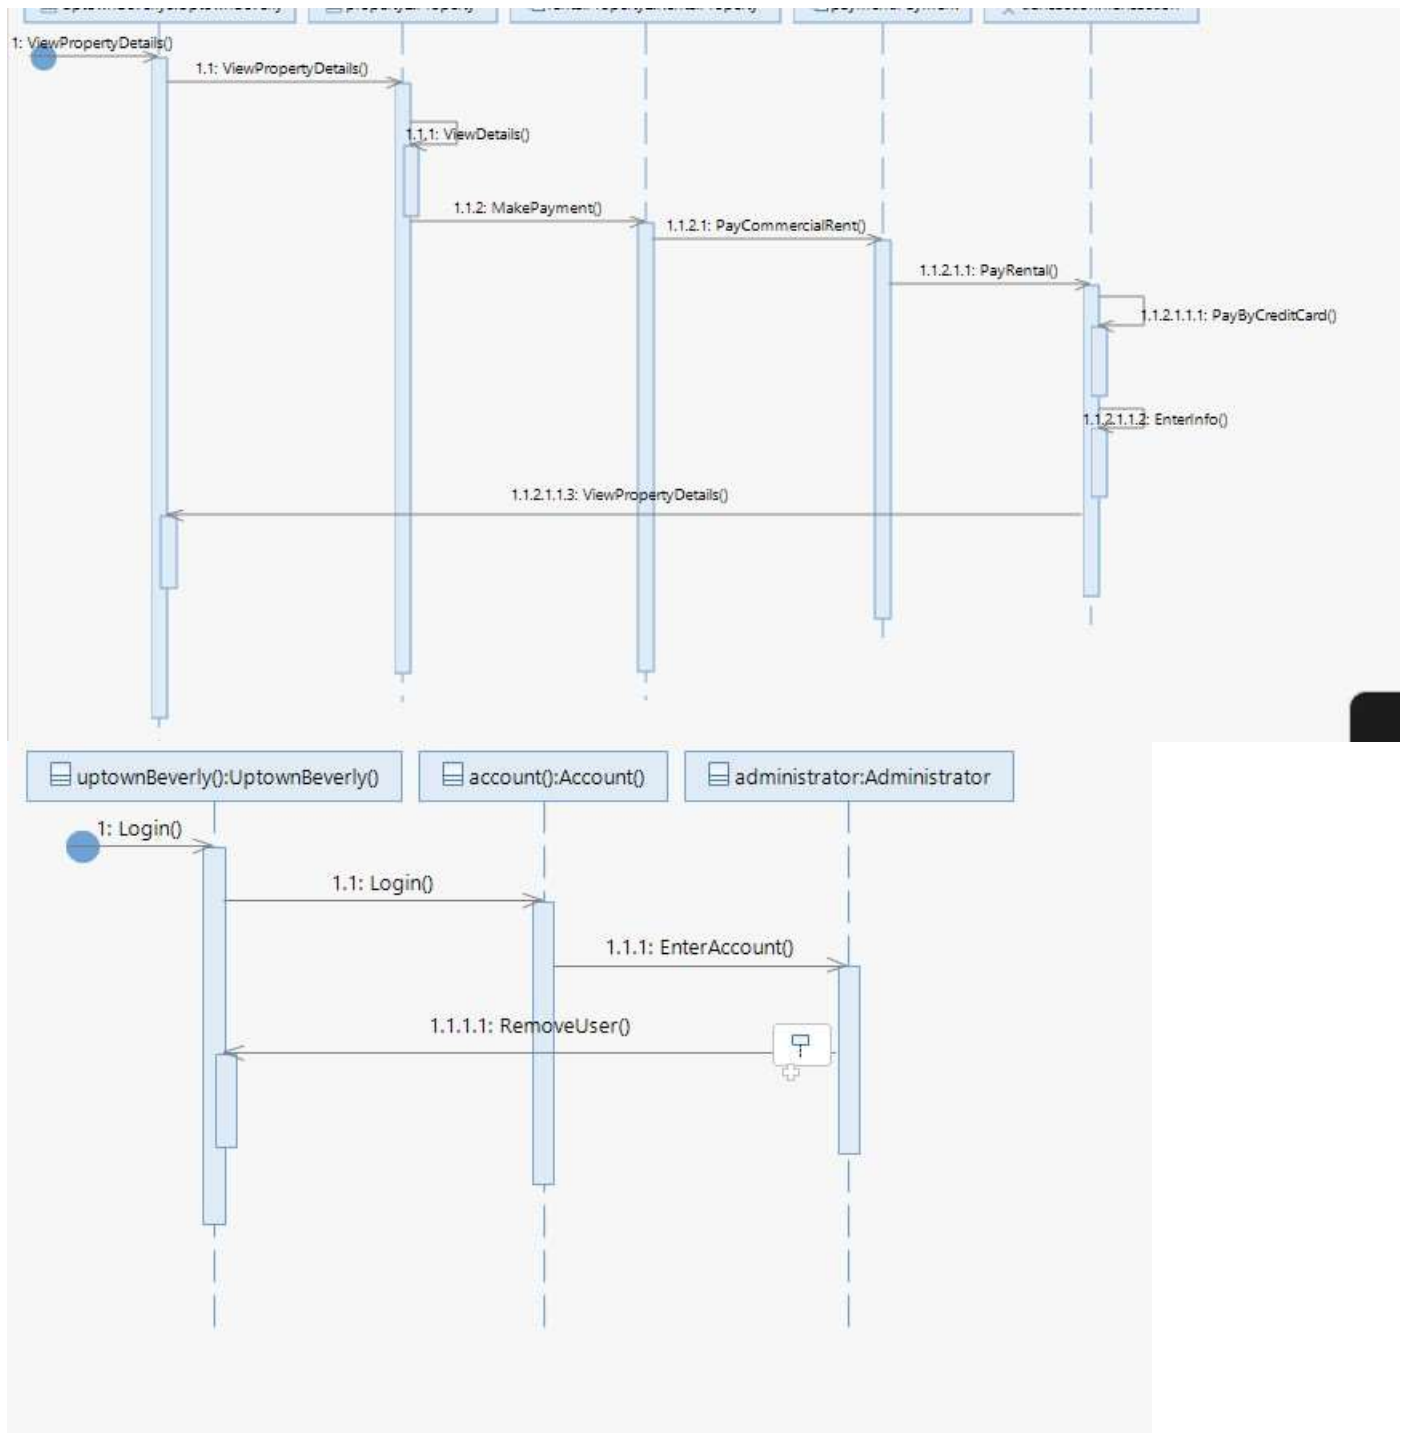 1: ViewPropertyDetails()
1.1: ViewPropertyDetails()
1.1.1: ViewDetails()
1.1.2: MakePayment()
1.1.2.1: PayCommercialRent()
1.1.2.1.1: PayRental()
1.1.2.1.1.1: PayByCreditCard()
1.1.2.1.1.2: EnterInfo()
1.1.2.1.1.3: ViewPropertyDetails()
uptownBeverly():UptownBeverly() account():Account() administrator:Administrator
1: Login()
1.1: Login()
1.1.1: EnterAccount()
1.1.1.1: RemoveUser()